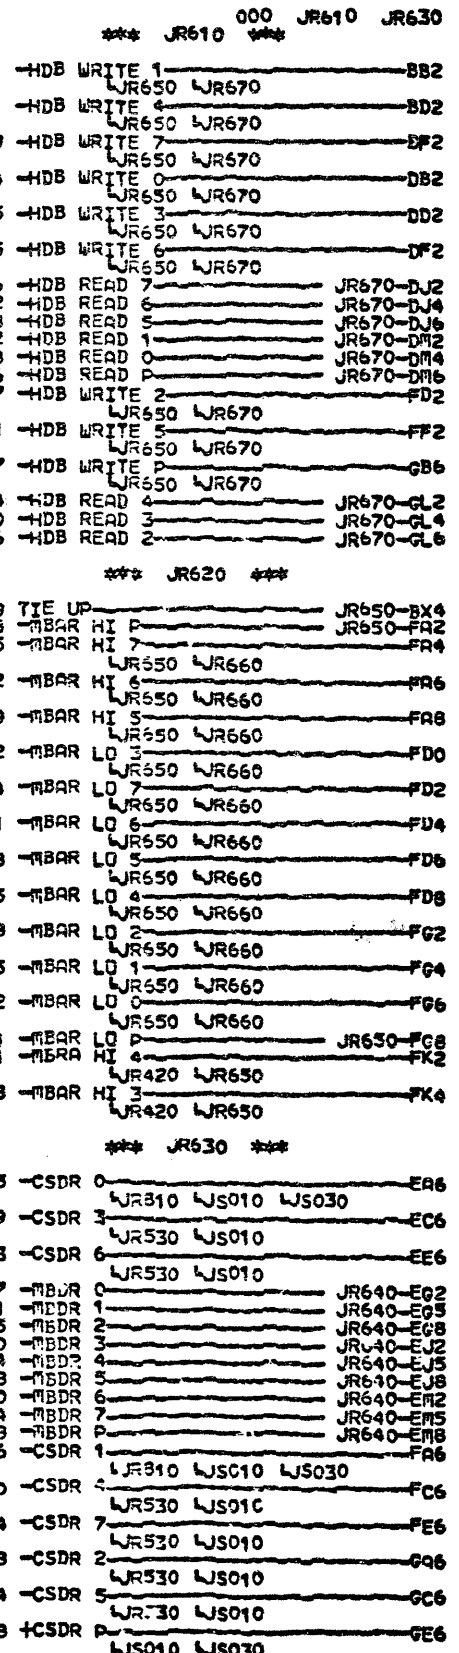 000 JR610 JR630
*** JR610 ***
-HDB WRITE 1 BB2
JR650 JR670
-HDB WRITE 4 BD2
JR650 JR670
-HDB WRITE 7 DF2
JR650 JR670
-HDB WRITE 0 DB2
JR650 JR670
-HDB WRITE 3 DD2
JR650 JR670
-HDB WRITE 6 DF2
JR650 JR670
-HDB READ 7 JR670-DJ2
-HDB READ 6 JR670-DJ4
-HDB READ 5 JR670-DJ6
-HDB READ 1 JR670-DM2
-HDB READ 0 JR670-DM4
-HDB READ P JR670-DM6
-HDB WRITE 2 FD2
JR650 JR670
-HDB WRITE 5 FF2
JR650 JR670
-HDB WRITE P GB6
JR650 JR670
-HDB READ 4 JR670-GL2
-HDB READ 3 JR670-GL4
-HDB READ 2 JR670-GL6
*** JR620 ***
TIE UP JR650-BX4
-MBAR HI P JR650-FA2
-MBAR HI 7 FA4
JR650 JR660
-MBAR HI 6 FA6
JR650 JR660
-MBAR HI 5 FA8
JR650 JR660
-MBAR LO 3 FD0
JR650 JR660
-MBAR LO 7 FD2
JR650 JR660
-MBAR LO 6 FD4
JR650 JR660
-MBAR LO 5 FD6
JR650 JR660
-MBAR LO 4 FD8
JR650 JR660
-MBAR LO 2 FG2
JR650 JR660
-MBAR LO 1 FG4
JR650 JR660
-MBAR LO 0 FG6
JR650 JR660
-MBAR LO P JR650-FG8
-MBRA HI 4 FK2
JR420 JR650
-MBAR HI 3 FK4
JR420 JR650
*** JR630 ***
-CSDR 0 EA6
JR310 JS010 JS030
-CSDR 3 EC6
JR530 JS010
-CSDR 6 EE6
JR530 JS010
-MBDR 0 JR640-EG2
-MBDR 1 JR640-EG5
-MBDR 2 JR640-EG8
-MBDR 3 JR640-EJ2
-MBDR 4 JR640-EJ5
-MBDR 5 JR640-EJ8
-MBDR 6 JR640-EM2
-MBDR 7 JR640-EM5
-MBDR P JR640-EM8
-CSDR 1 FA6
JR310 JS010 JS030
-CSDR 4 FC6
JR530 JS010
-CSDR 7 FE6
JR530 JS010
-CSDR 2 GA6
JR530 JS010
-CSDR 5 GC6
JR530 JS010
+CSDR P GE6
JS010 JS030